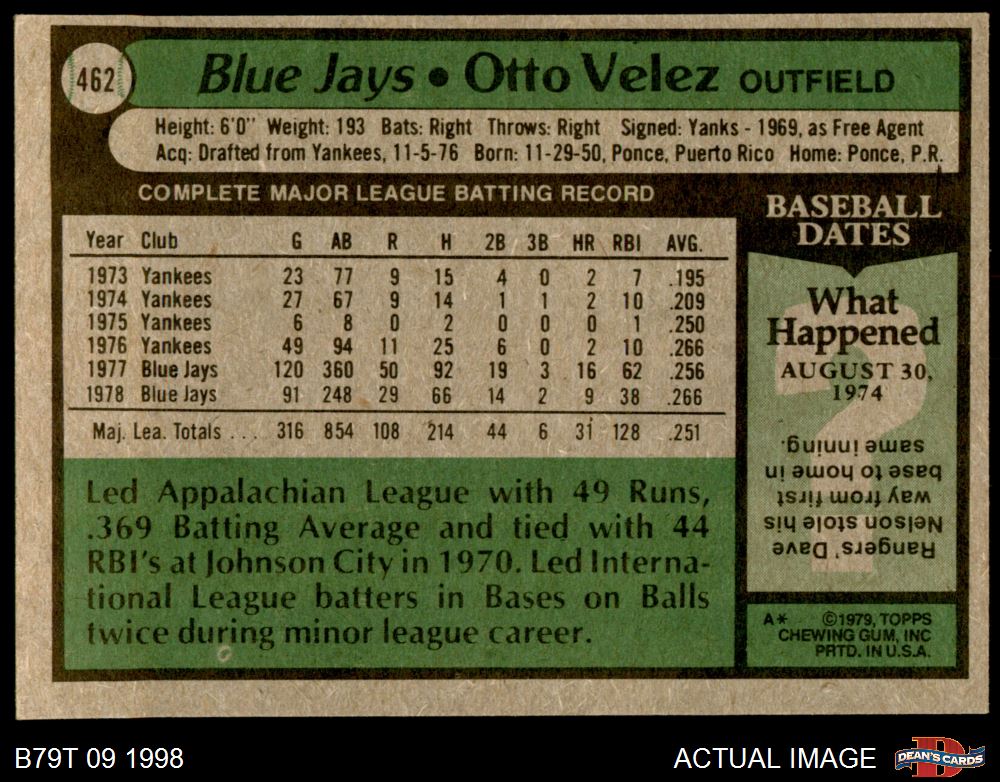 462
Blue Jays • Otto Velez OUTFIELD
Height: 6'0" Weight: 193 Bats: Right Throws: Right Signed: Yanks - 1969, as Free Agent
Acq: Drafted from Yankees, 11-5-76 Born: 11-29-50, Ponce, Puerto Rico Home: Ponce, P.R.
COMPLETE MAJOR LEAGUE BATTING RECORD
Year Club G AB R H 2B 3B HR RBI AVG.
1973 Yankees 23 77 9 15 4 0 2 7 .195
1974 Yankees 27 67 9 14 1 1 2 10 .209
1975 Yankees 6 8 0 2 0 0 0 1 .250
1976 Yankees 49 94 11 25 6 0 2 10 .266
1977 Blue Jays 120 360 50 92 19 3 16 62 .256
1978 Blue Jays 91 248 29 66 14 2 9 38 .266
Maj. Lea. Totals ... 316 854 108 214 44 6 31 128 .251
Led Appalachian League with 49 Runs,
.369 Batting Average and tied with 44
RBI's at Johnson City in 1970. Led Interna-
tional League batters in Bases on Balls
twice during minor league career.
BASEBALL
DATES
What
Happened
AUGUST 30,
1974
?
Rangers' Dave
Nelson stole his
way from first
base to home in
same inning.
A* ©1979, TOPPS
CHEWING GUM, INC
PRTD. IN U.S.A.
B79T 09 1998
ACTUAL IMAGE
D
DEAN'S CARDS